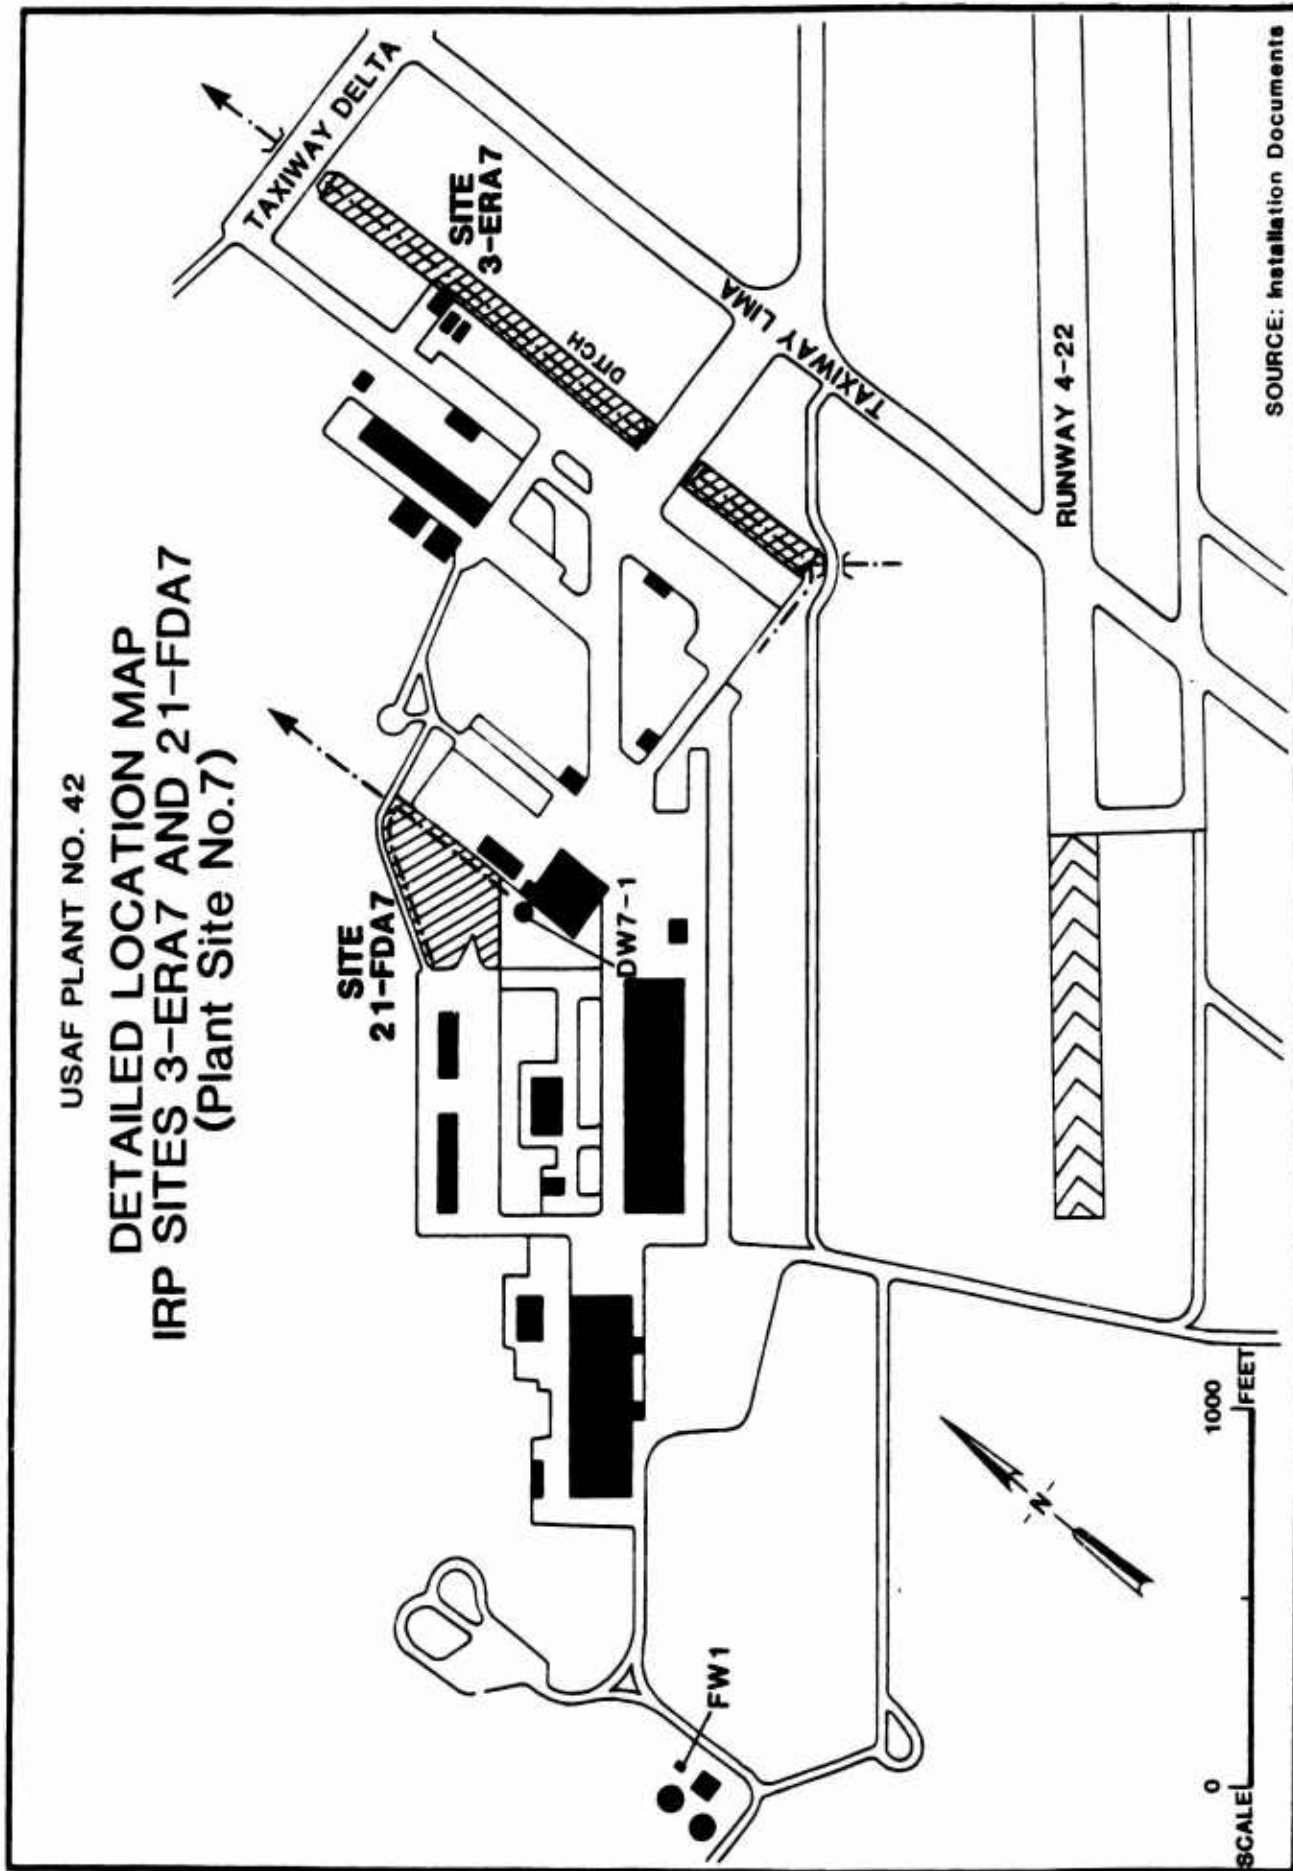 USAF PLANT NO. 42
DETAILED LOCATION MAP
IRP SITES 3-ERA7 AND 21-FDA7
(Plant Site No.7)
TAXIWAY DELTA
SITE
3-ERA7
DITCH
TAXIWAY LIMA
SITE
21-FDA7
DW7-1
RUNWAY 4-22
FW1
N
0
1000
SCALE
FEET
SOURCE: Installation Documents